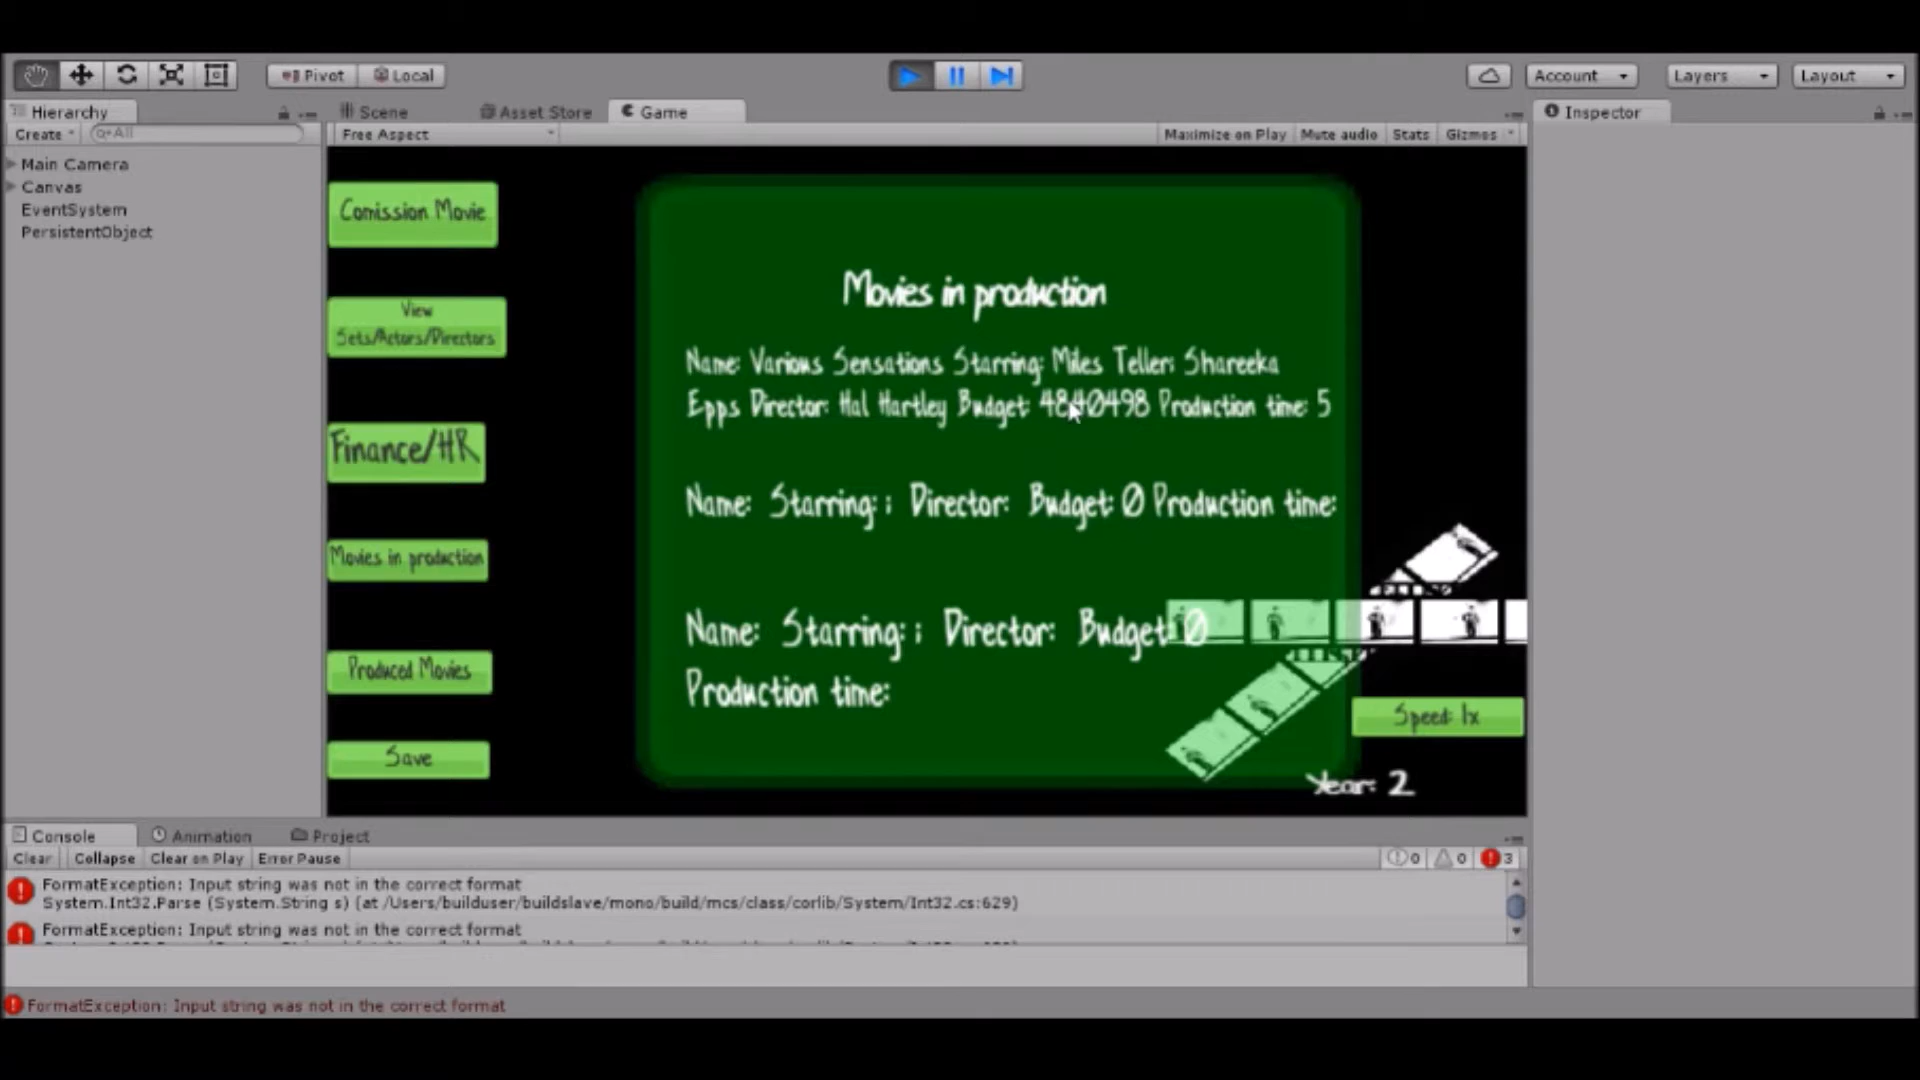 Pivot Local Account Layers Layout
Hierarchy Scene Asset Store Game Inspector
Create All Free Aspect Maximize on Play Mute audio Stats Gizmos
Main Camera
Canvas
EventSystem
PersistentObject
Comission Movie
View
Sets/Actors/Directors
Finance/HR
Movies in production
Produced Movies
Save
Movies in production
Name: Various Sensations Starring: Miles Teller; Shareeka
Epps Director: Hal Hartley Budget: 4840498 Production time: 5
Name: Starring: ; Director: Budget: 0 Production time:
Name: Starring: ; Director: Budget: 0
Production time:
Speed: 1x
Year: 2
Console Animation Project
Clear Collapse Clear on Play Error Pause 0 0 3
FormatException: Input string was not in the correct format
System.Int32.Parse (System.String s) (at /Users/builduser/buildslave/mono/build/mcs/class/corlib/System/Int32.cs:629)
FormatException: Input string was not in the correct format
FormatException: Input string was not in the correct format